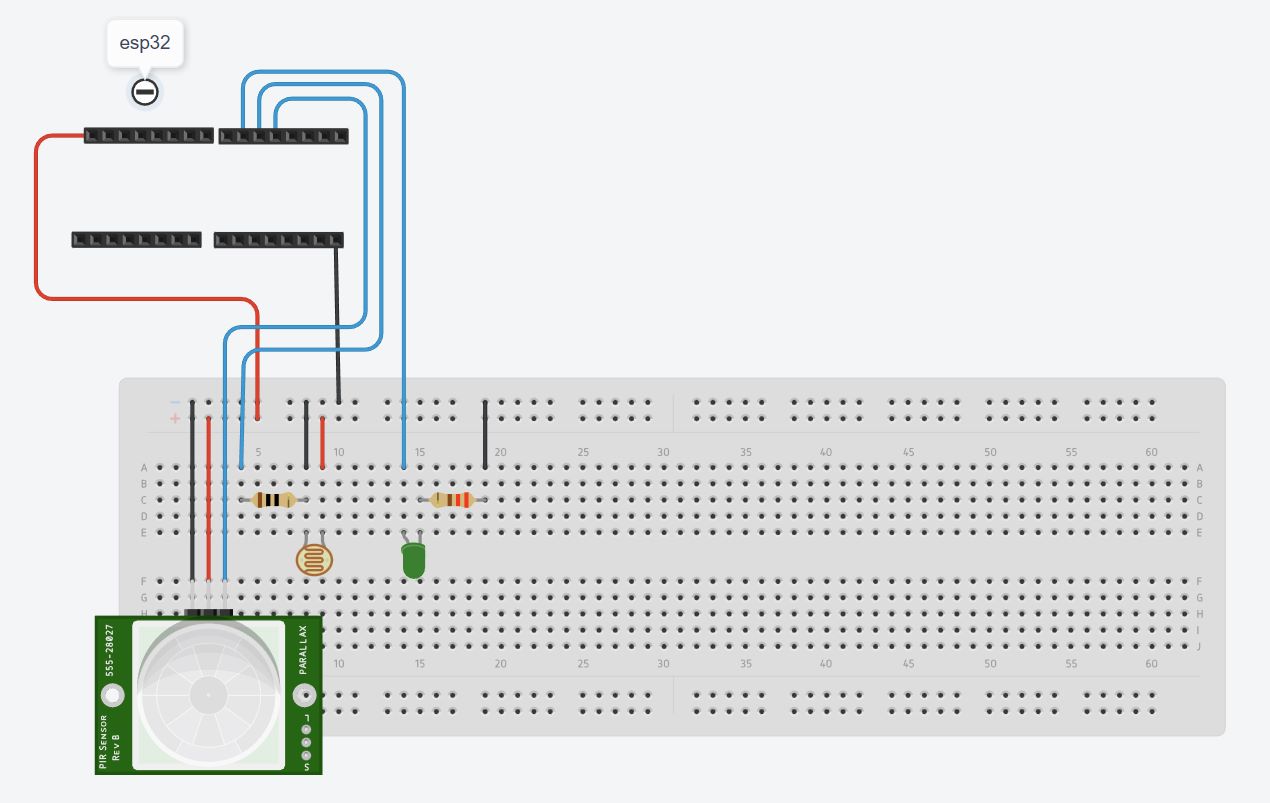 esp32
− −
+ +
5 10 15 20 25 30 35 40 45 50 55 60
A A
B B
C C
D D
E E
F F
G G
H H
I
J
10 15 20 25 30 35 40 45 50 55 60
555-28027
PARALLAX
PIR SENSOR
REV B
S